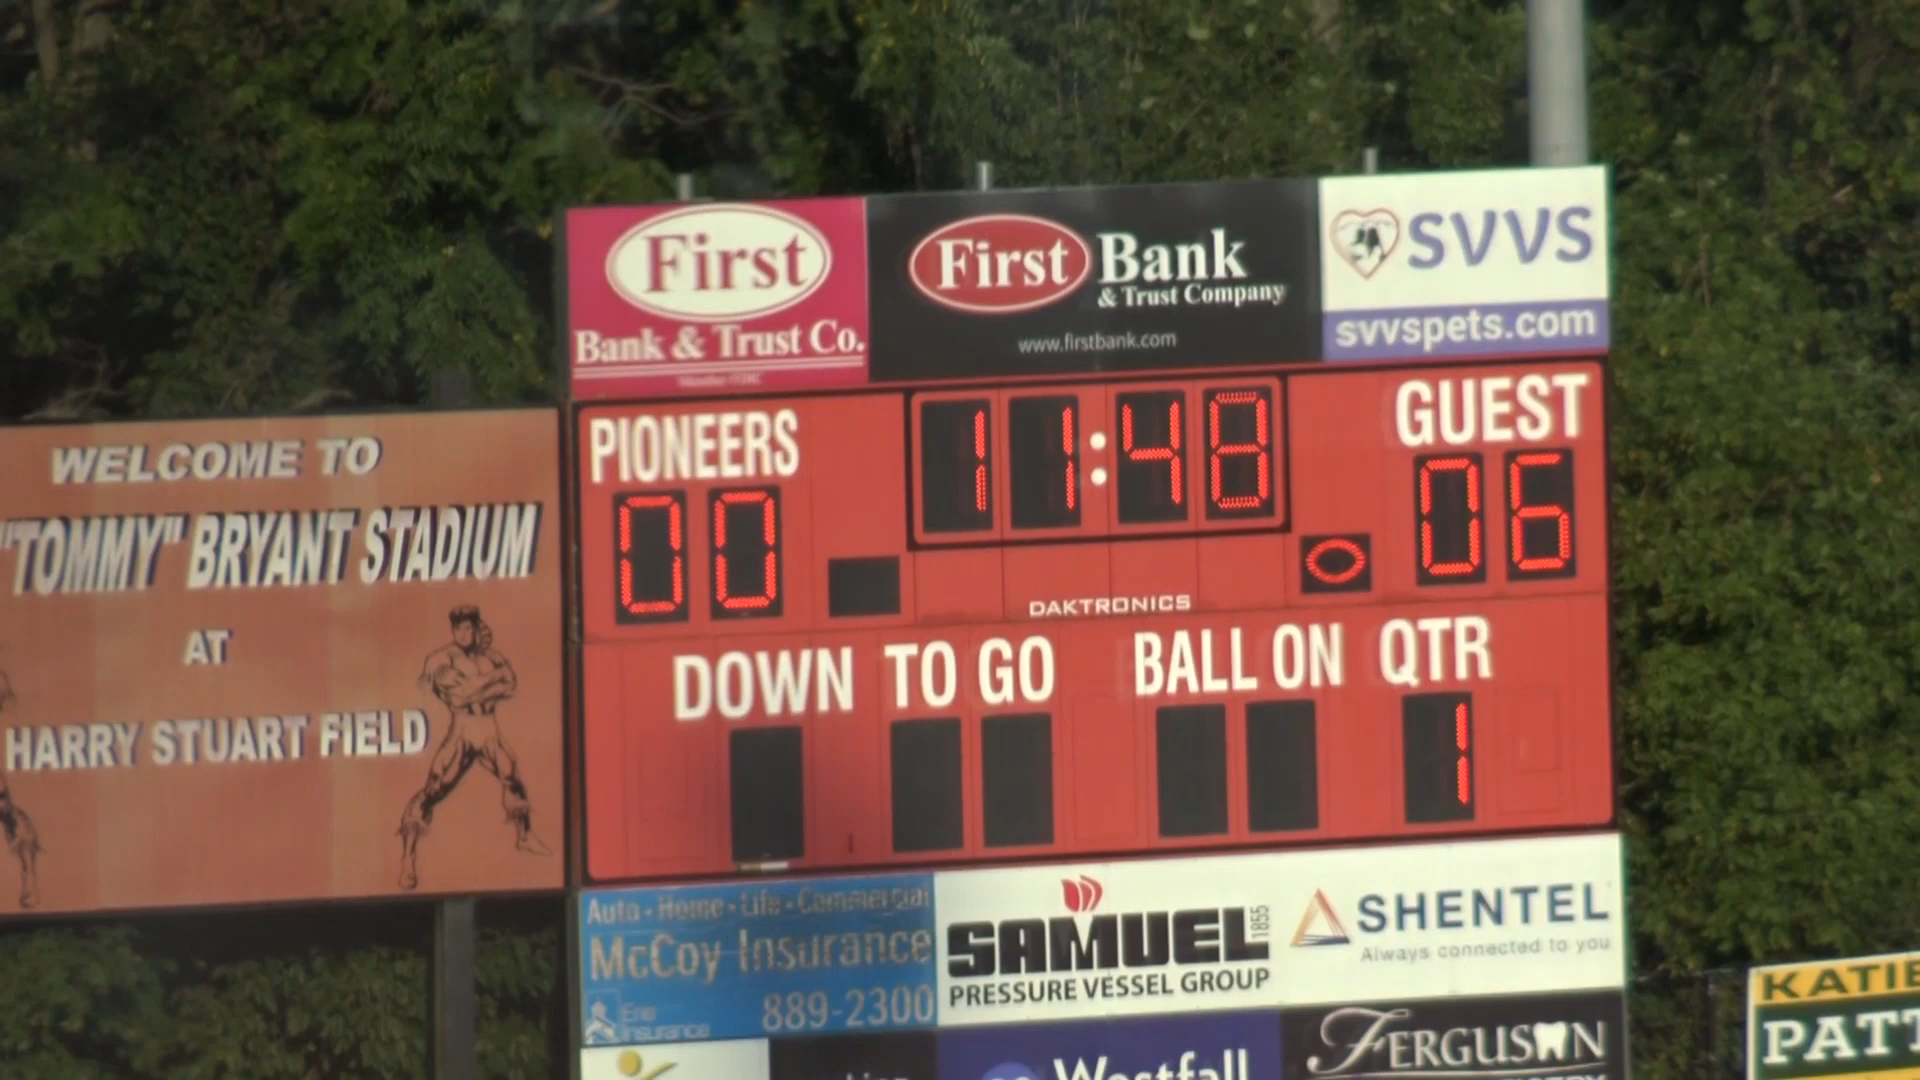 First
Bank & Trust Co.
First Bank
& Trust Company
www.firstbank.com
SVVS
svvspets.com
WELCOME TO
"TOMMY" BRYANT STADIUM
AT
HARRY STUART FIELD
PIONEERS
11:48
GUEST
00
06
DAKTRONICS
DOWN TO GO BALL ON QTR
1
Auto - Home - Life - Commercial
McCoy Insurance
889-2300
Erie
Insurance
SAMUEL
1855
PRESSURE VESSEL GROUP
SHENTEL
Always connected to you
Westfall
FERGUSON
KATIE
PATT